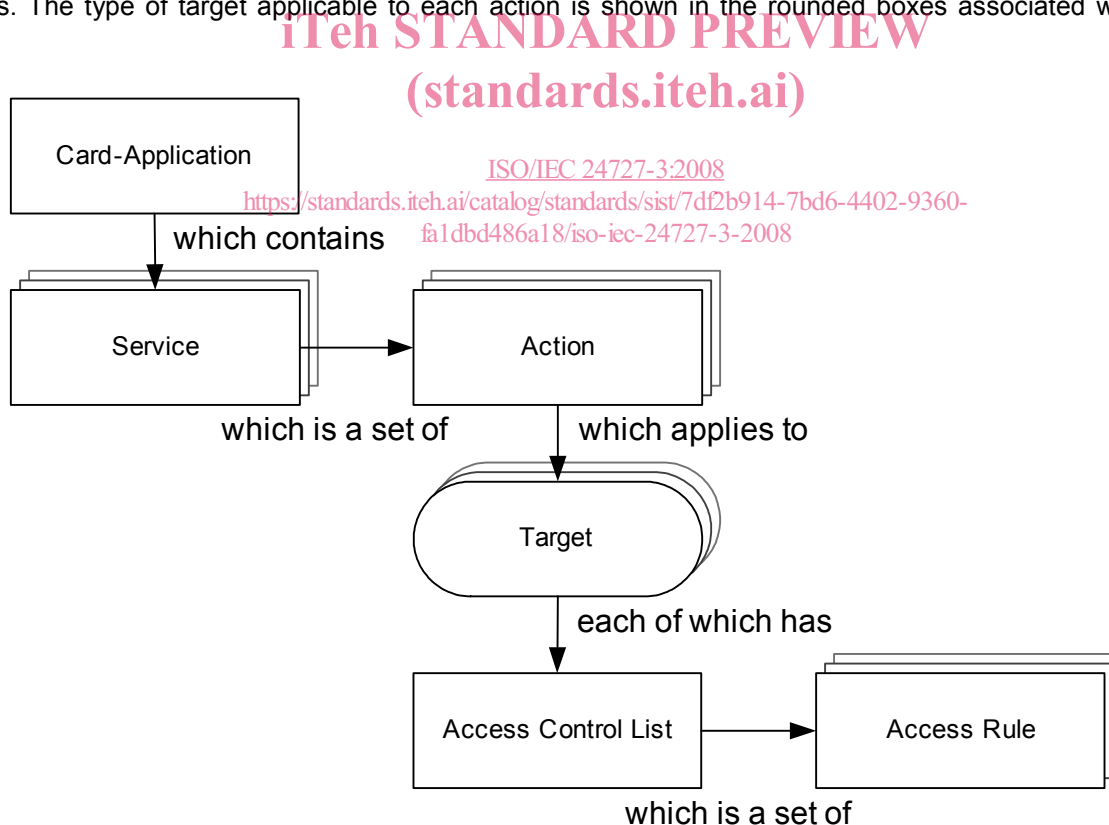 s. The type of target applicable to each action is shown in the rounded boxes associated w
iTeh STANDARD PREVIEW
(standards.iteh.ai)
Card-Application
ISO/IEC 24727-3:2008
https://standards.iteh.ai/catalog/standards/sist/7df2b914-7bd6-4402-9360-
fa1dbd486a18/iso-iec-24727-3-2008
which contains
Service
Action
which is a set of
which applies to
Target
each of which has
Access Control List
Access Rule
which is a set of